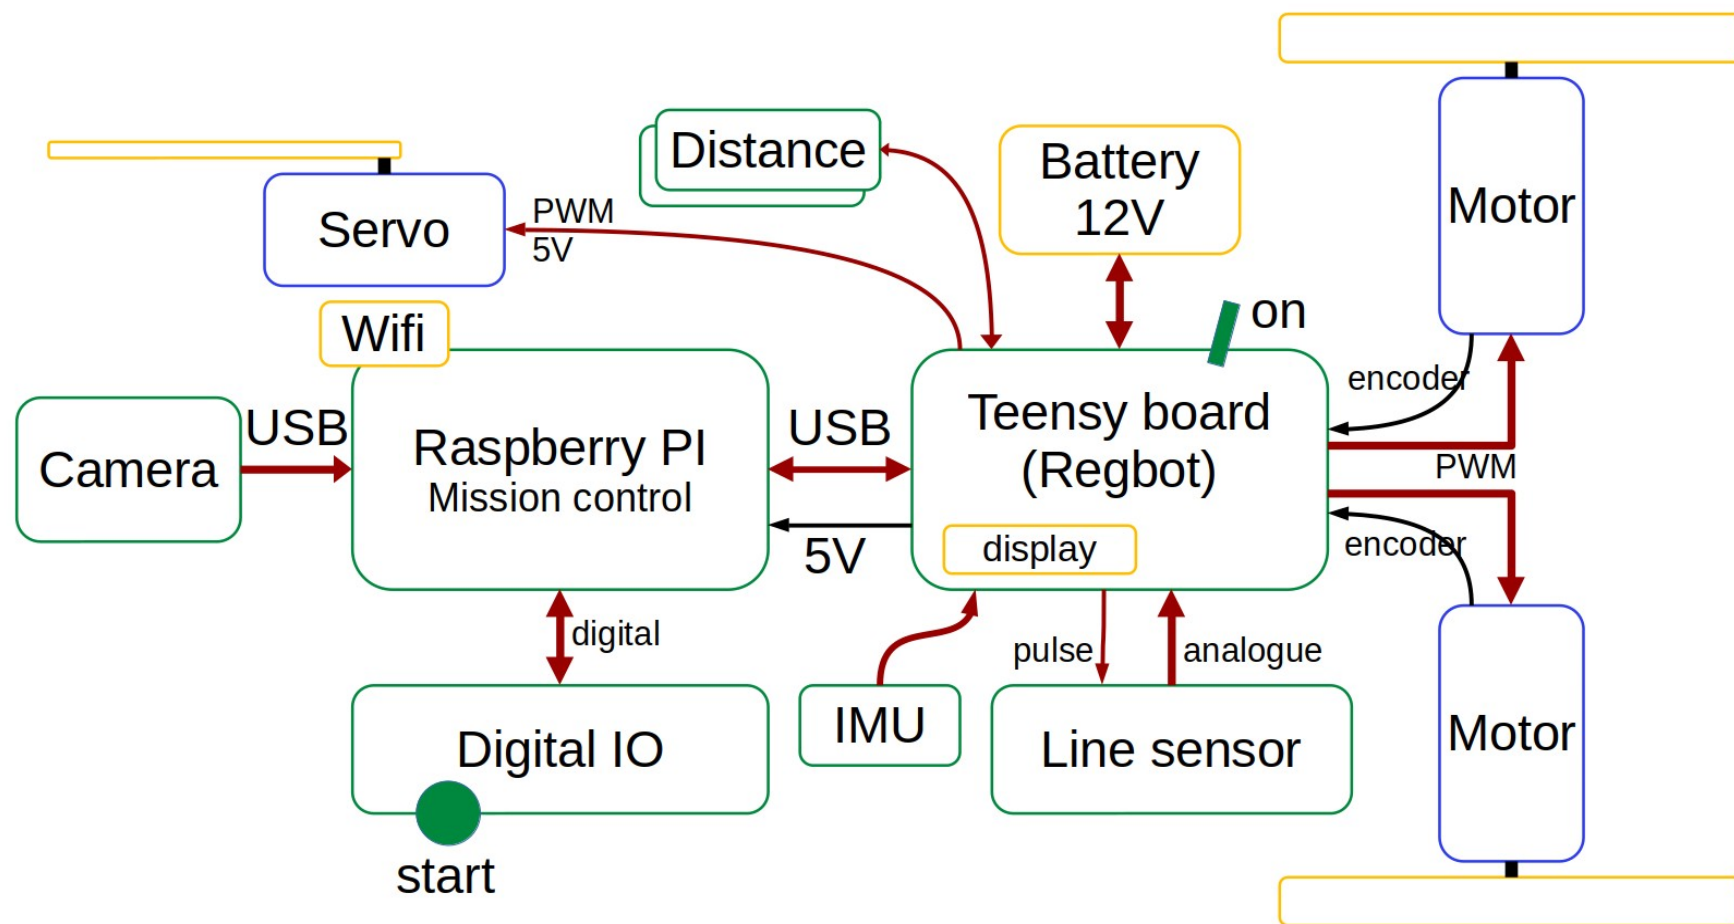 Distance
Battery
12V
Motor
Servo
PWM
5V
on
Wifi
encoder
Camera
USB
Raspberry PI
Mission control
USB
5V
Teensy board
(Regbot)
display
PWM
encoder
digital
pulse
analogue
Digital IO
IMU
Line sensor
Motor
start